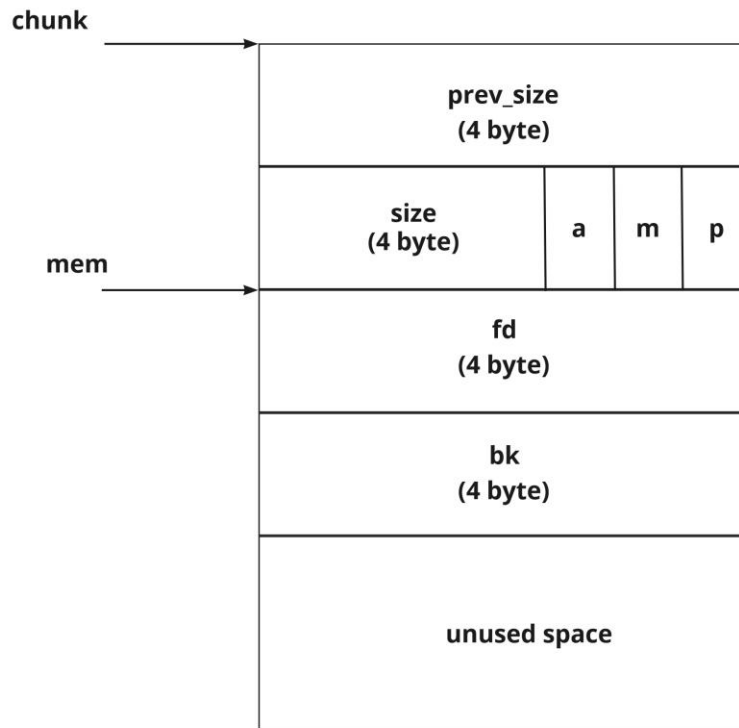 chunk
prev_size
(4 byte)
size
(4 byte)
a
m
p
mem
fd
(4 byte)
bk
(4 byte)
unused space